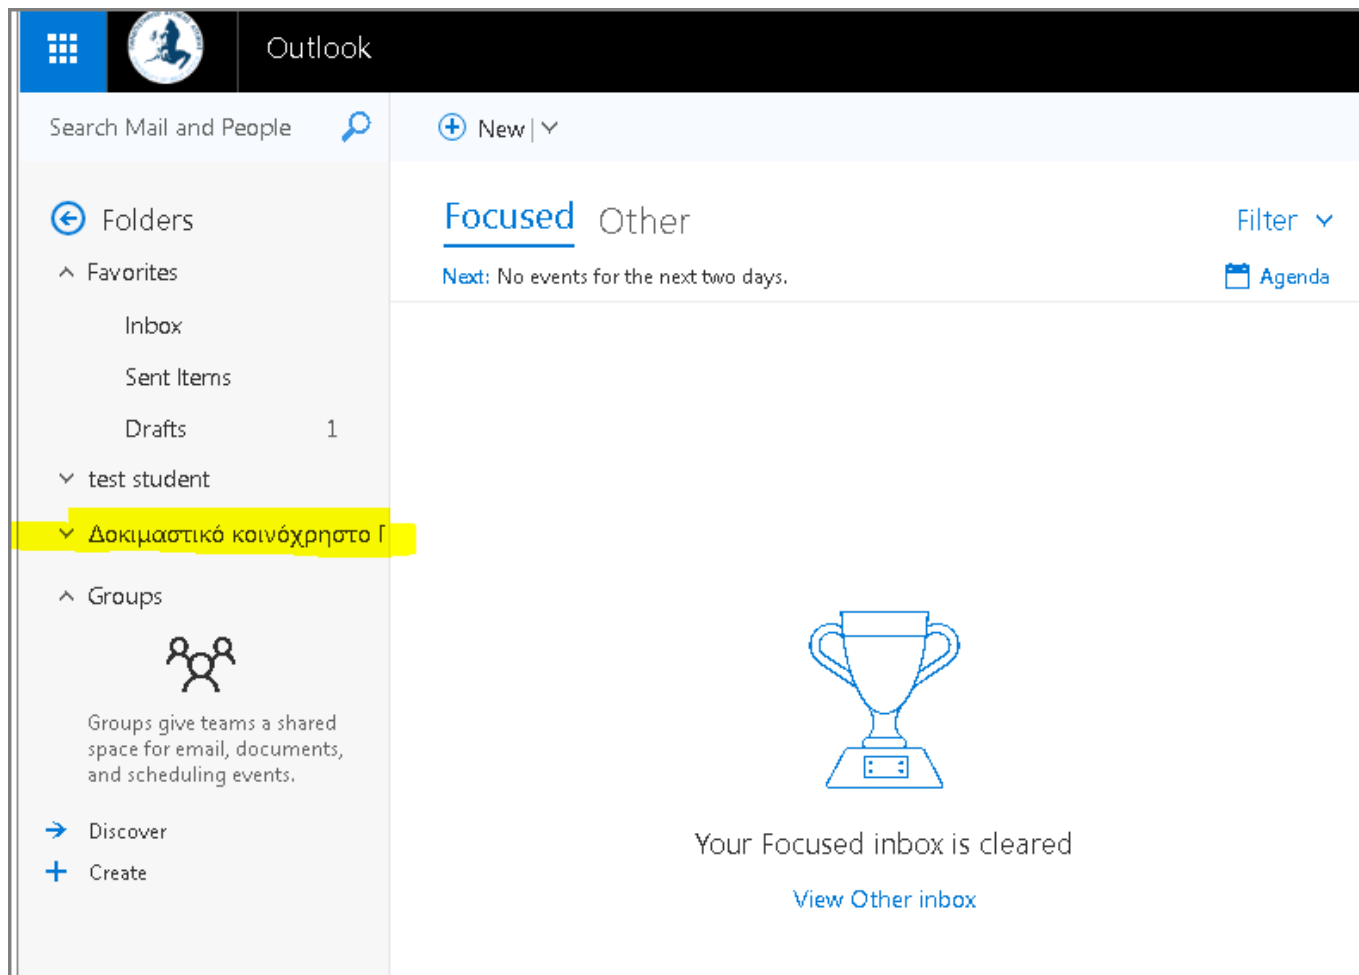 Outlook
Search Mail and People
New
Folders
Favorites
Inbox
Sent Items
Drafts 1
test student
Δοκιμαστικό κοινόχρηστο
Groups
Groups give teams a shared
space for email, documents,
and scheduling events.
Discover
Create
Focused Other
Filter
Next: No events for the next two days.
Agenda
Your Focused inbox is cleared
View Other inbox